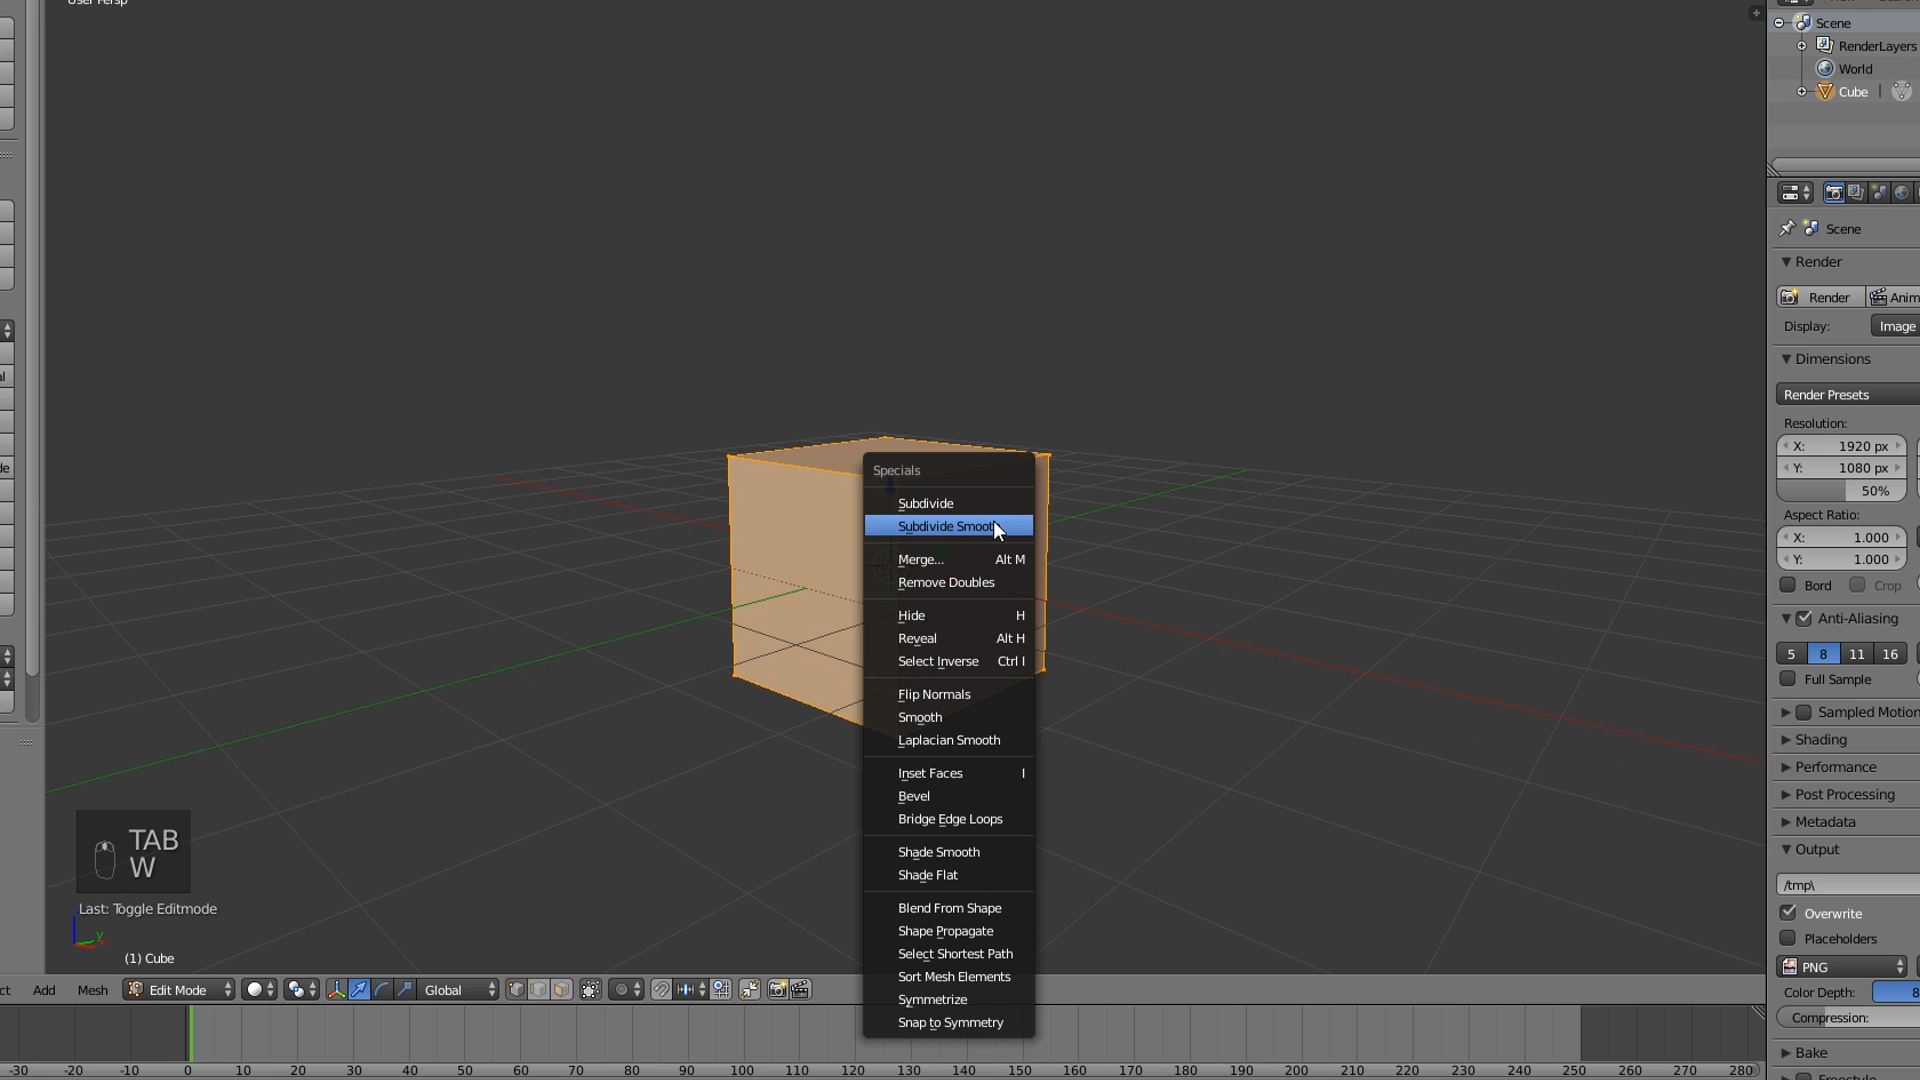 User Persp
Scene
RenderLayers
World
Cube
Scene
Render
Render
Anim
Display:
Image
Dimensions
Render Presets
Resolution:
X: 1920 px
Y: 1080 px
50%
Aspect Ratio:
X: 1.000
Y: 1.000
Bord
Crop
Anti-Aliasing
5 8 11 16
Full Sample
Sampled Motion
Shading
Performance
Post Processing
Metadata
Output
/tmp\
Overwrite
Placeholders
PNG
Color Depth: 8
Compression:
Bake
Freestyle
Specials
Subdivide
Subdivide Smooth
Merge... Alt M
Remove Doubles
Hide H
Reveal Alt H
Select Inverse Ctrl I
Flip Normals
Smooth
Laplacian Smooth
Inset Faces I
Bevel
Bridge Edge Loops
Shade Smooth
Shade Flat
Blend From Shape
Shape Propagate
Select Shortest Path
Sort Mesh Elements
Symmetrize
Snap to Symmetry
TAB
W
Last: Toggle Editmode
y
(1) Cube
ct Add Mesh Edit Mode Global
-30 -20 -10 0 10 20 30 40 50 60 70 80 90 100 110 120 130 140 150 160 170 180 190 200 210 220 230 240 250 260 270 280